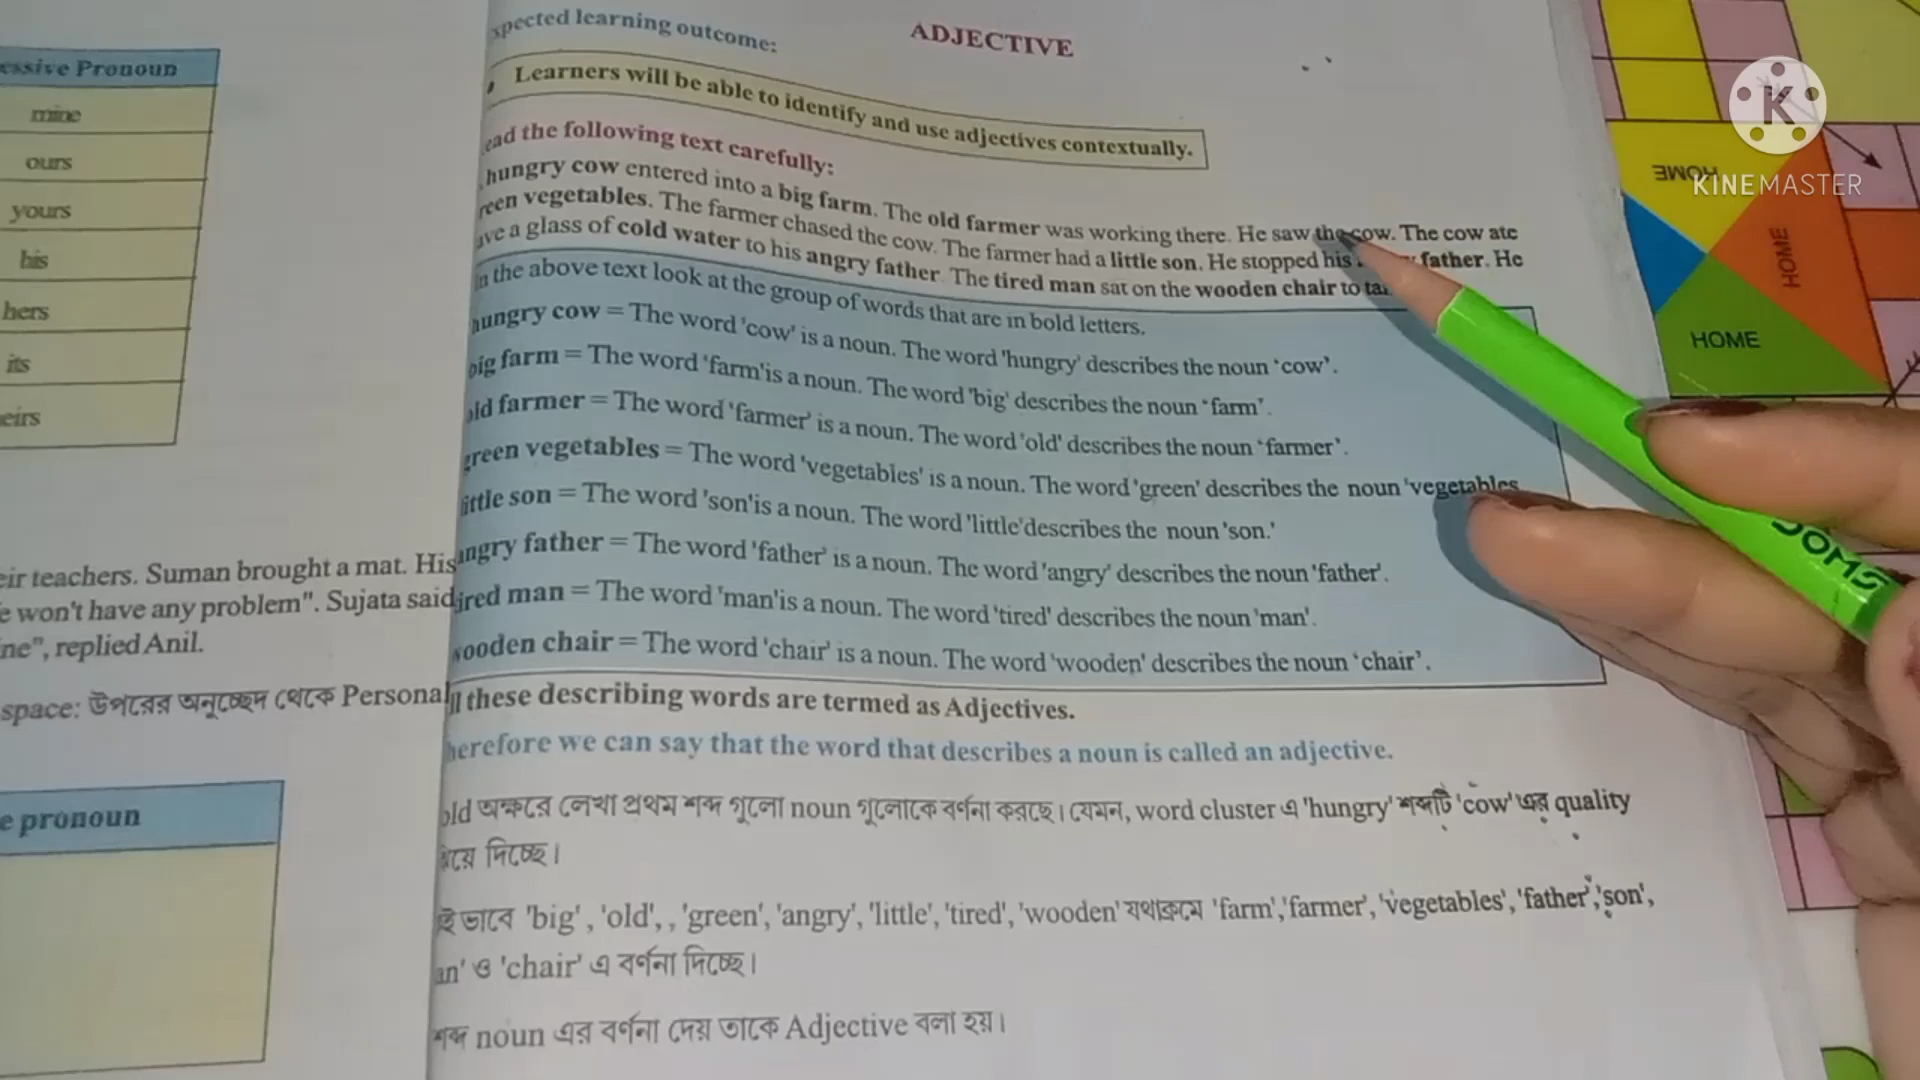 essive Pronoun
mine
ours
yours
his
hers
its
eirs
eir teachers. Suman brought a mat. His
e won't have any problem". Sujata said
ne", replied Anil.
space: উপরের অনুচ্ছেদ থেকে Personal
e pronoun
xpected learning outcome:
ADJECTIVE
Learners will be able to identify and use adjectives contextually.
ead the following text carefully:
hungry cow entered into a big farm. The old farmer was working there. He saw the cow. The cow ate
reen vegetables. The farmer chased the cow. The farmer had a little son. He stopped his father. He
ave a glass of cold water to his angry father. The tired man sat on the wooden chair to ta
in the above text look at the group of words that are in bold letters.
hungry cow = The word 'cow' is a noun. The word 'hungry' describes the noun 'cow'.
big farm = The word 'farm'is a noun. The word 'big' describes the noun 'farm'.
old farmer = The word 'farmer' is a noun. The word 'old' describes the noun 'farmer'.
green vegetables = The word 'vegetables' is a noun. The word 'green' describes the noun 'vegetables
ittle son = The word 'son'is a noun. The word 'little'describes the noun 'son.'
angry father = The word 'father' is a noun. The word 'angry' describes the noun 'father'.
ired man = The word 'man'is a noun. The word 'tired' describes the noun 'man'.
wooden chair = The word 'chair' is a noun. The word 'wooden' describes the noun 'chair'.
ll these describing words are termed as Adjectives.
herefore we can say that the word that describes a noun is called an adjective.
old অক্ষরে লেখা প্রথম শব্দ গুলো noun গুলোকে বর্ণনা করছে। যেমন, word cluster এ 'hungry' শব্দটি 'cow' এর quality
য়ে দিচ্ছে।
ই ভাবে 'big' , 'old', , 'green', 'angry', 'little', 'tired', 'wooden' যথাক্রমে 'farm','farmer', 'vegetables', 'father','son',
an' ও 'chair' এ বর্ণনা দিচ্ছে।
শব্দ noun এর বর্ণনা দেয় তাকে Adjective বলা হয়।
K
KINEMASTER
HOME
HOME
HOME
DOMS